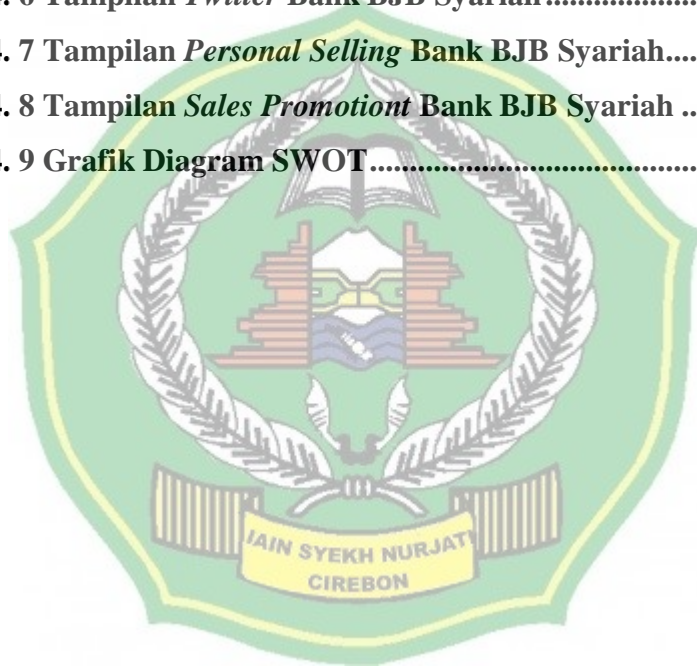 . 6 Tampilan Twitter Bank BJB Syariah........................
. 7 Tampilan Personal Selling Bank BJB Syariah....
. 8 Tampilan Sales Promotiont Bank BJB Syariah ..
. 9 Grafik Diagram SWOT..........................................
IAIN SYEKH NURJATI
CIREBON